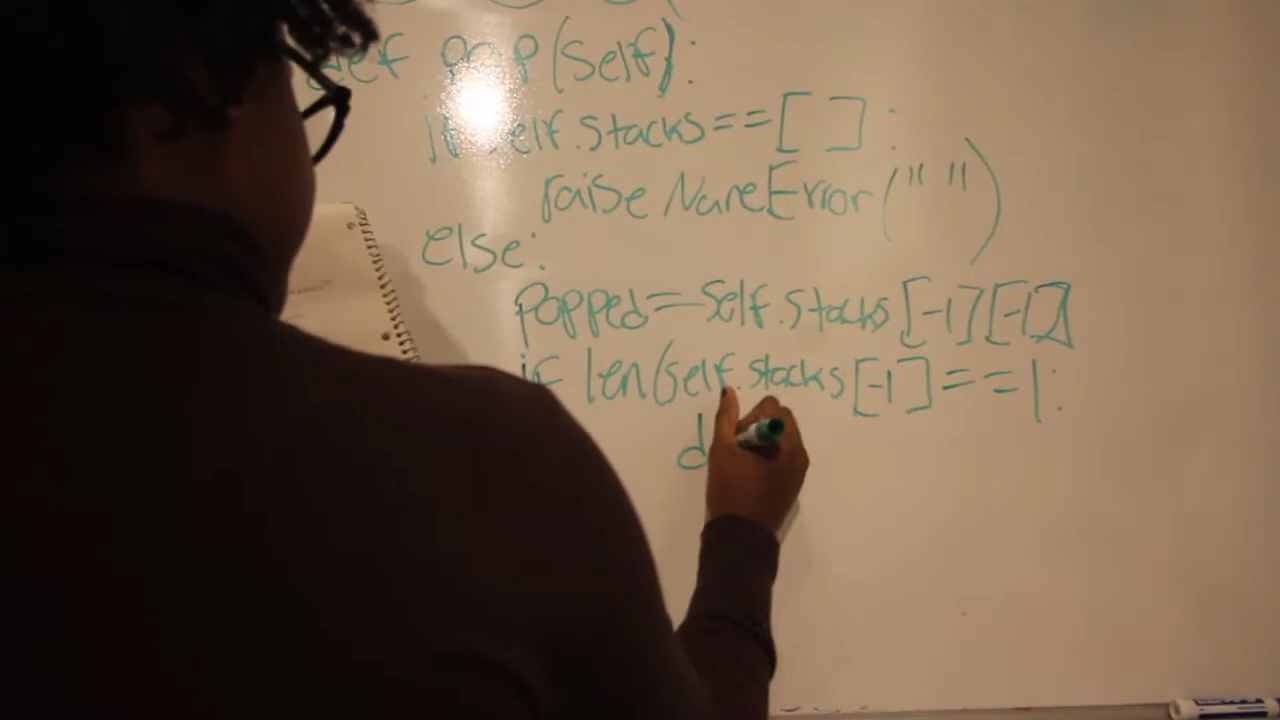 def pop(self):
if self.stacks==[ ]:
raise NameError(" ")
else:
popped=self.stacks[-1][-1]
if len(self.stacks[-1]==1:
d